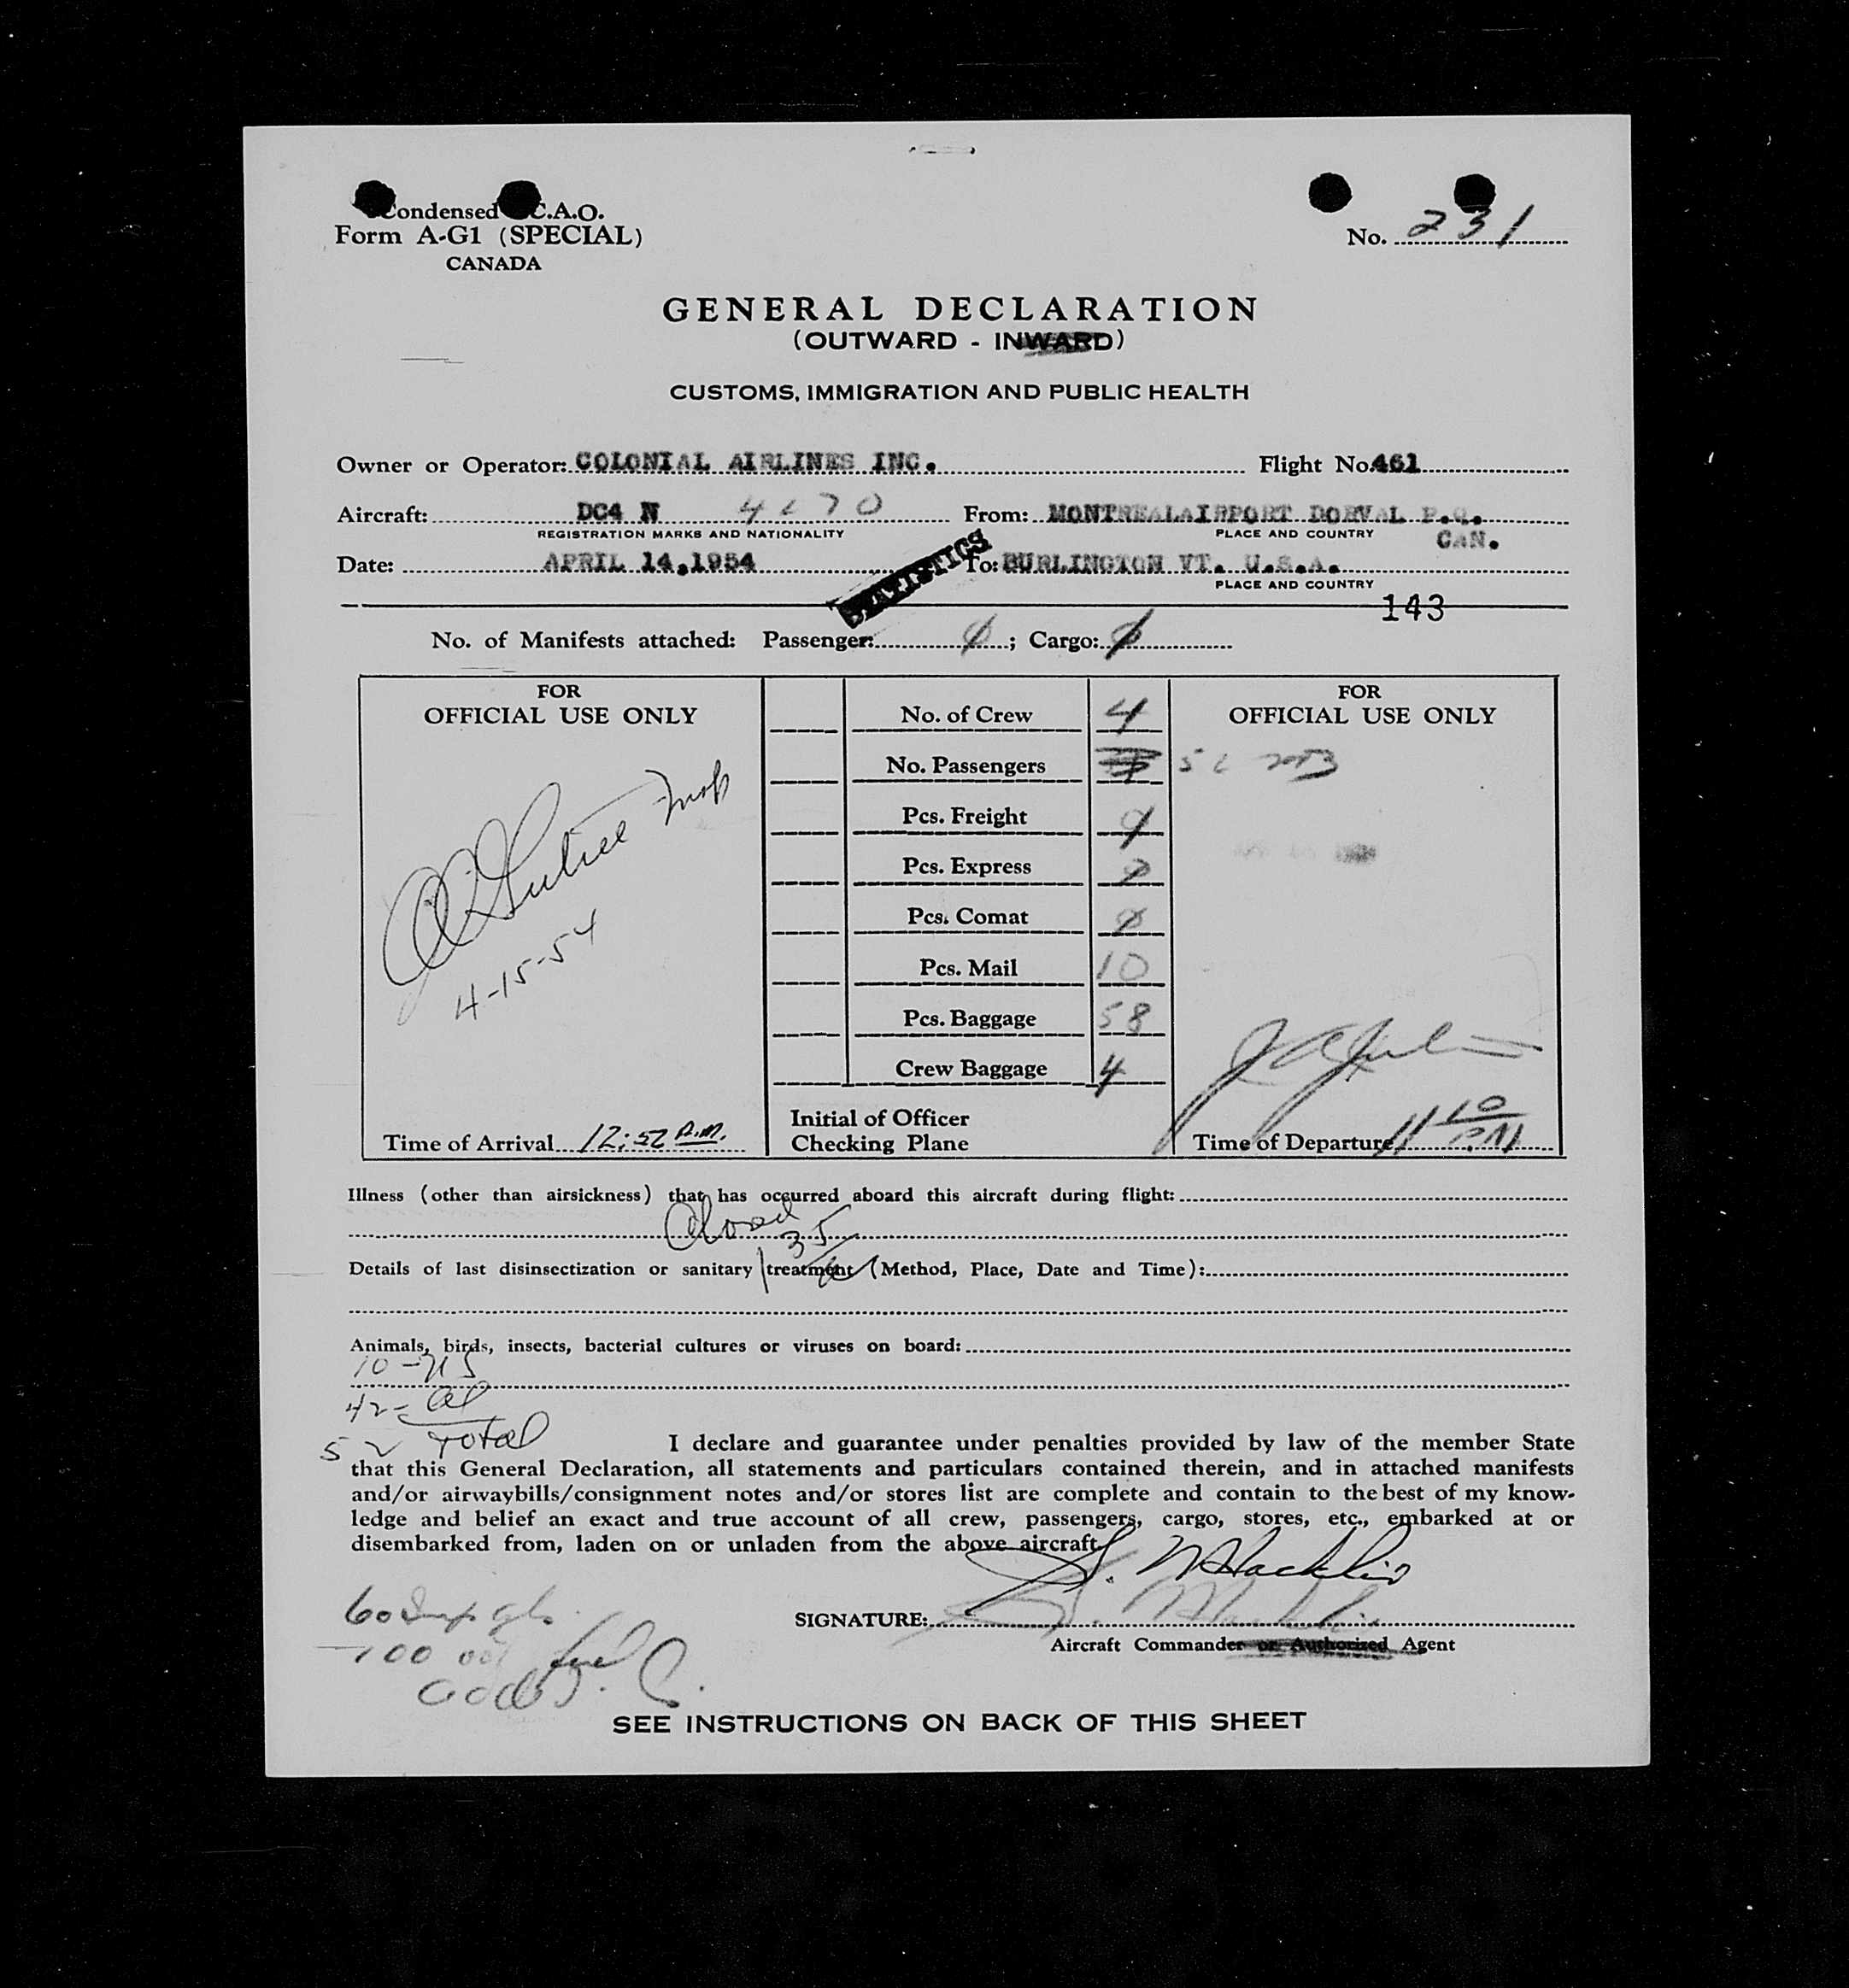 Condensed I.C.A.O.
Form A-G1 (SPECIAL)
CANADA
No. 231
GENERAL DECLARATION
(OUTWARD - INWARD)
CUSTOMS, IMMIGRATION AND PUBLIC HEALTH
Owner or Operator: COLONIAL AIRLINES INC. Flight No. 461
Aircraft: DC4 N From: MONTREALAIRPORT DORVAL P.Q.
REGISTRATION MARKS AND NATIONALITY PLACE AND COUNTRY CAN.
Date: APRIL 14,1954 To: BURLINGTON VT. U.S.A.
STATISTICS
PLACE AND COUNTRY
143
No. of Manifests attached: Passenger: ; Cargo:
FOR
OFFICIAL USE ONLY
4-15-54
Time of Arrival 12:52 A.M.
No. of Crew 4
No. Passengers
Pcs. Freight
Pcs. Express
Pcs. Comat
Pcs. Mail 10
Pcs. Baggage 58
Crew Baggage 4
Initial of Officer
Checking Plane
FOR
OFFICIAL USE ONLY
Time of Departure 11 10 PM
Illness (other than airsickness) that has occurred aboard this aircraft during flight:
Closed
135
Details of last disinsectization or sanitary treatment (Method, Place, Date and Time):
Animals, birds, insects, bacterial cultures or viruses on board:
10 - US
42 - al
52 Total
I declare and guarantee under penalties provided by law of the member State
that this General Declaration, all statements and particulars contained therein, and in attached manifests
and/or airwaybills/consignment notes and/or stores list are complete and contain to the best of my know-
ledge and belief an exact and true account of all crew, passengers, cargo, stores, etc., embarked at or
disembarked from, laden on or unladen from the above aircraft.
SIGNATURE:
Aircraft Commander or Authorized Agent
SEE INSTRUCTIONS ON BACK OF THIS SHEET